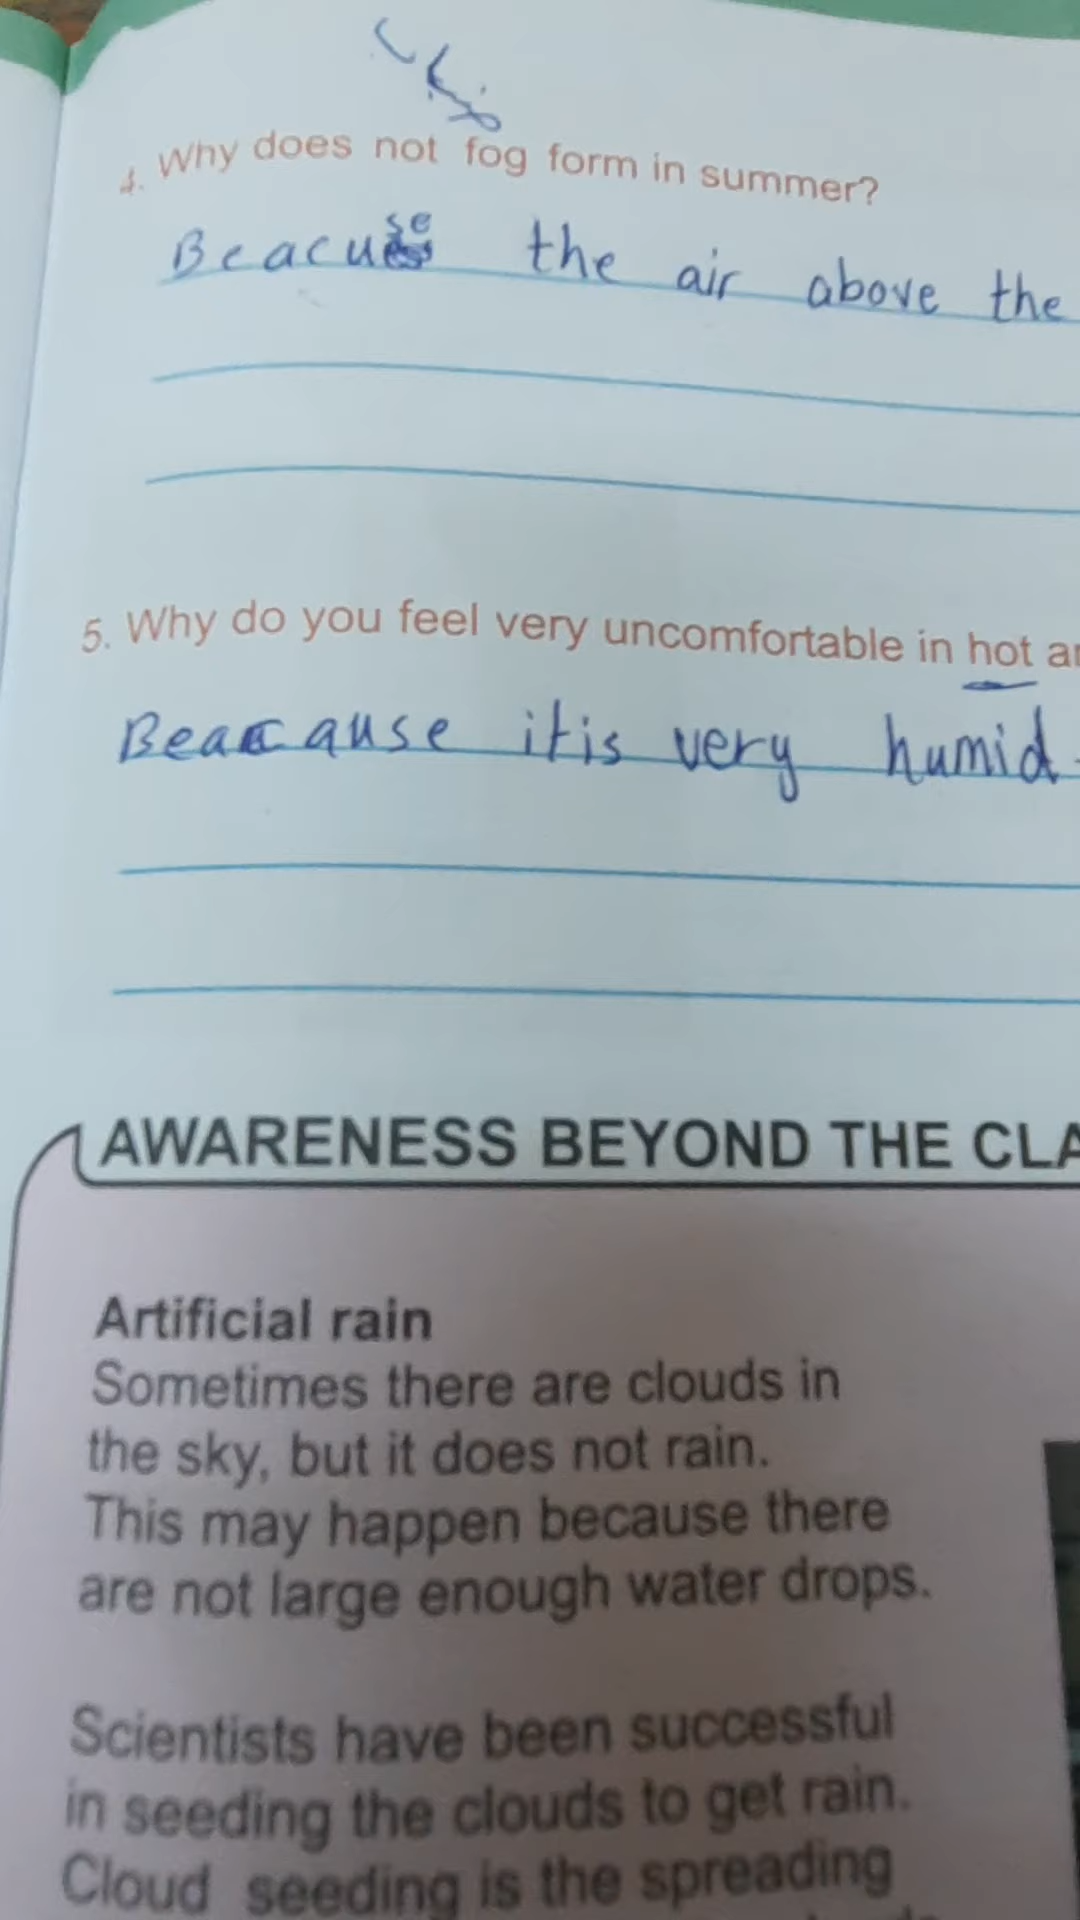 4. Why does not fog form in summer?
Beacuse the air above the
5. Why do you feel very uncomfortable in hot
Beaccause itis very humid
AWARENESS BEYOND THE
Artificial rain
Sometimes there are clouds in
the sky, but it does not rain.
This may happen because there
are not large enough water drops.
Scientists have been successful
in seeding the clouds to get rain.
Cloud seeding is the spreading